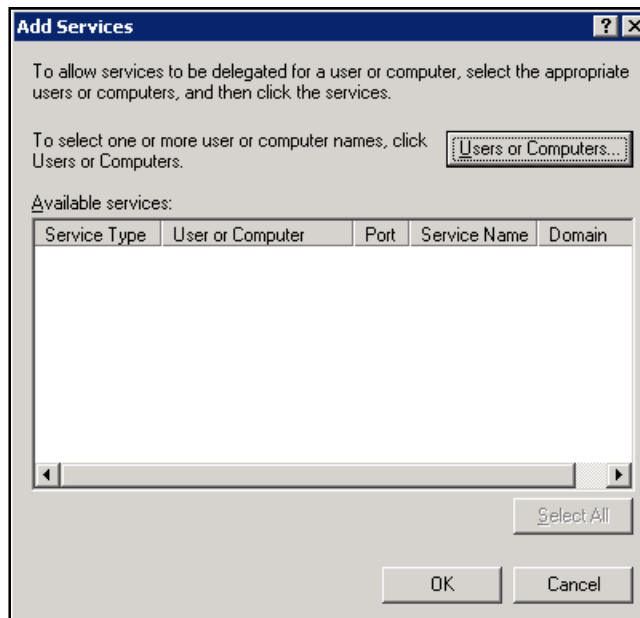 Add Services
To allow services to be delegated for a user or computer, select the appropriate
users or computers, and then click the services.
To select one or more user or computer names, click
Users or Computers.
Users or Computers...
Available services:
Service Type User or Computer Port Service Name Domain
Select All
OK Cancel